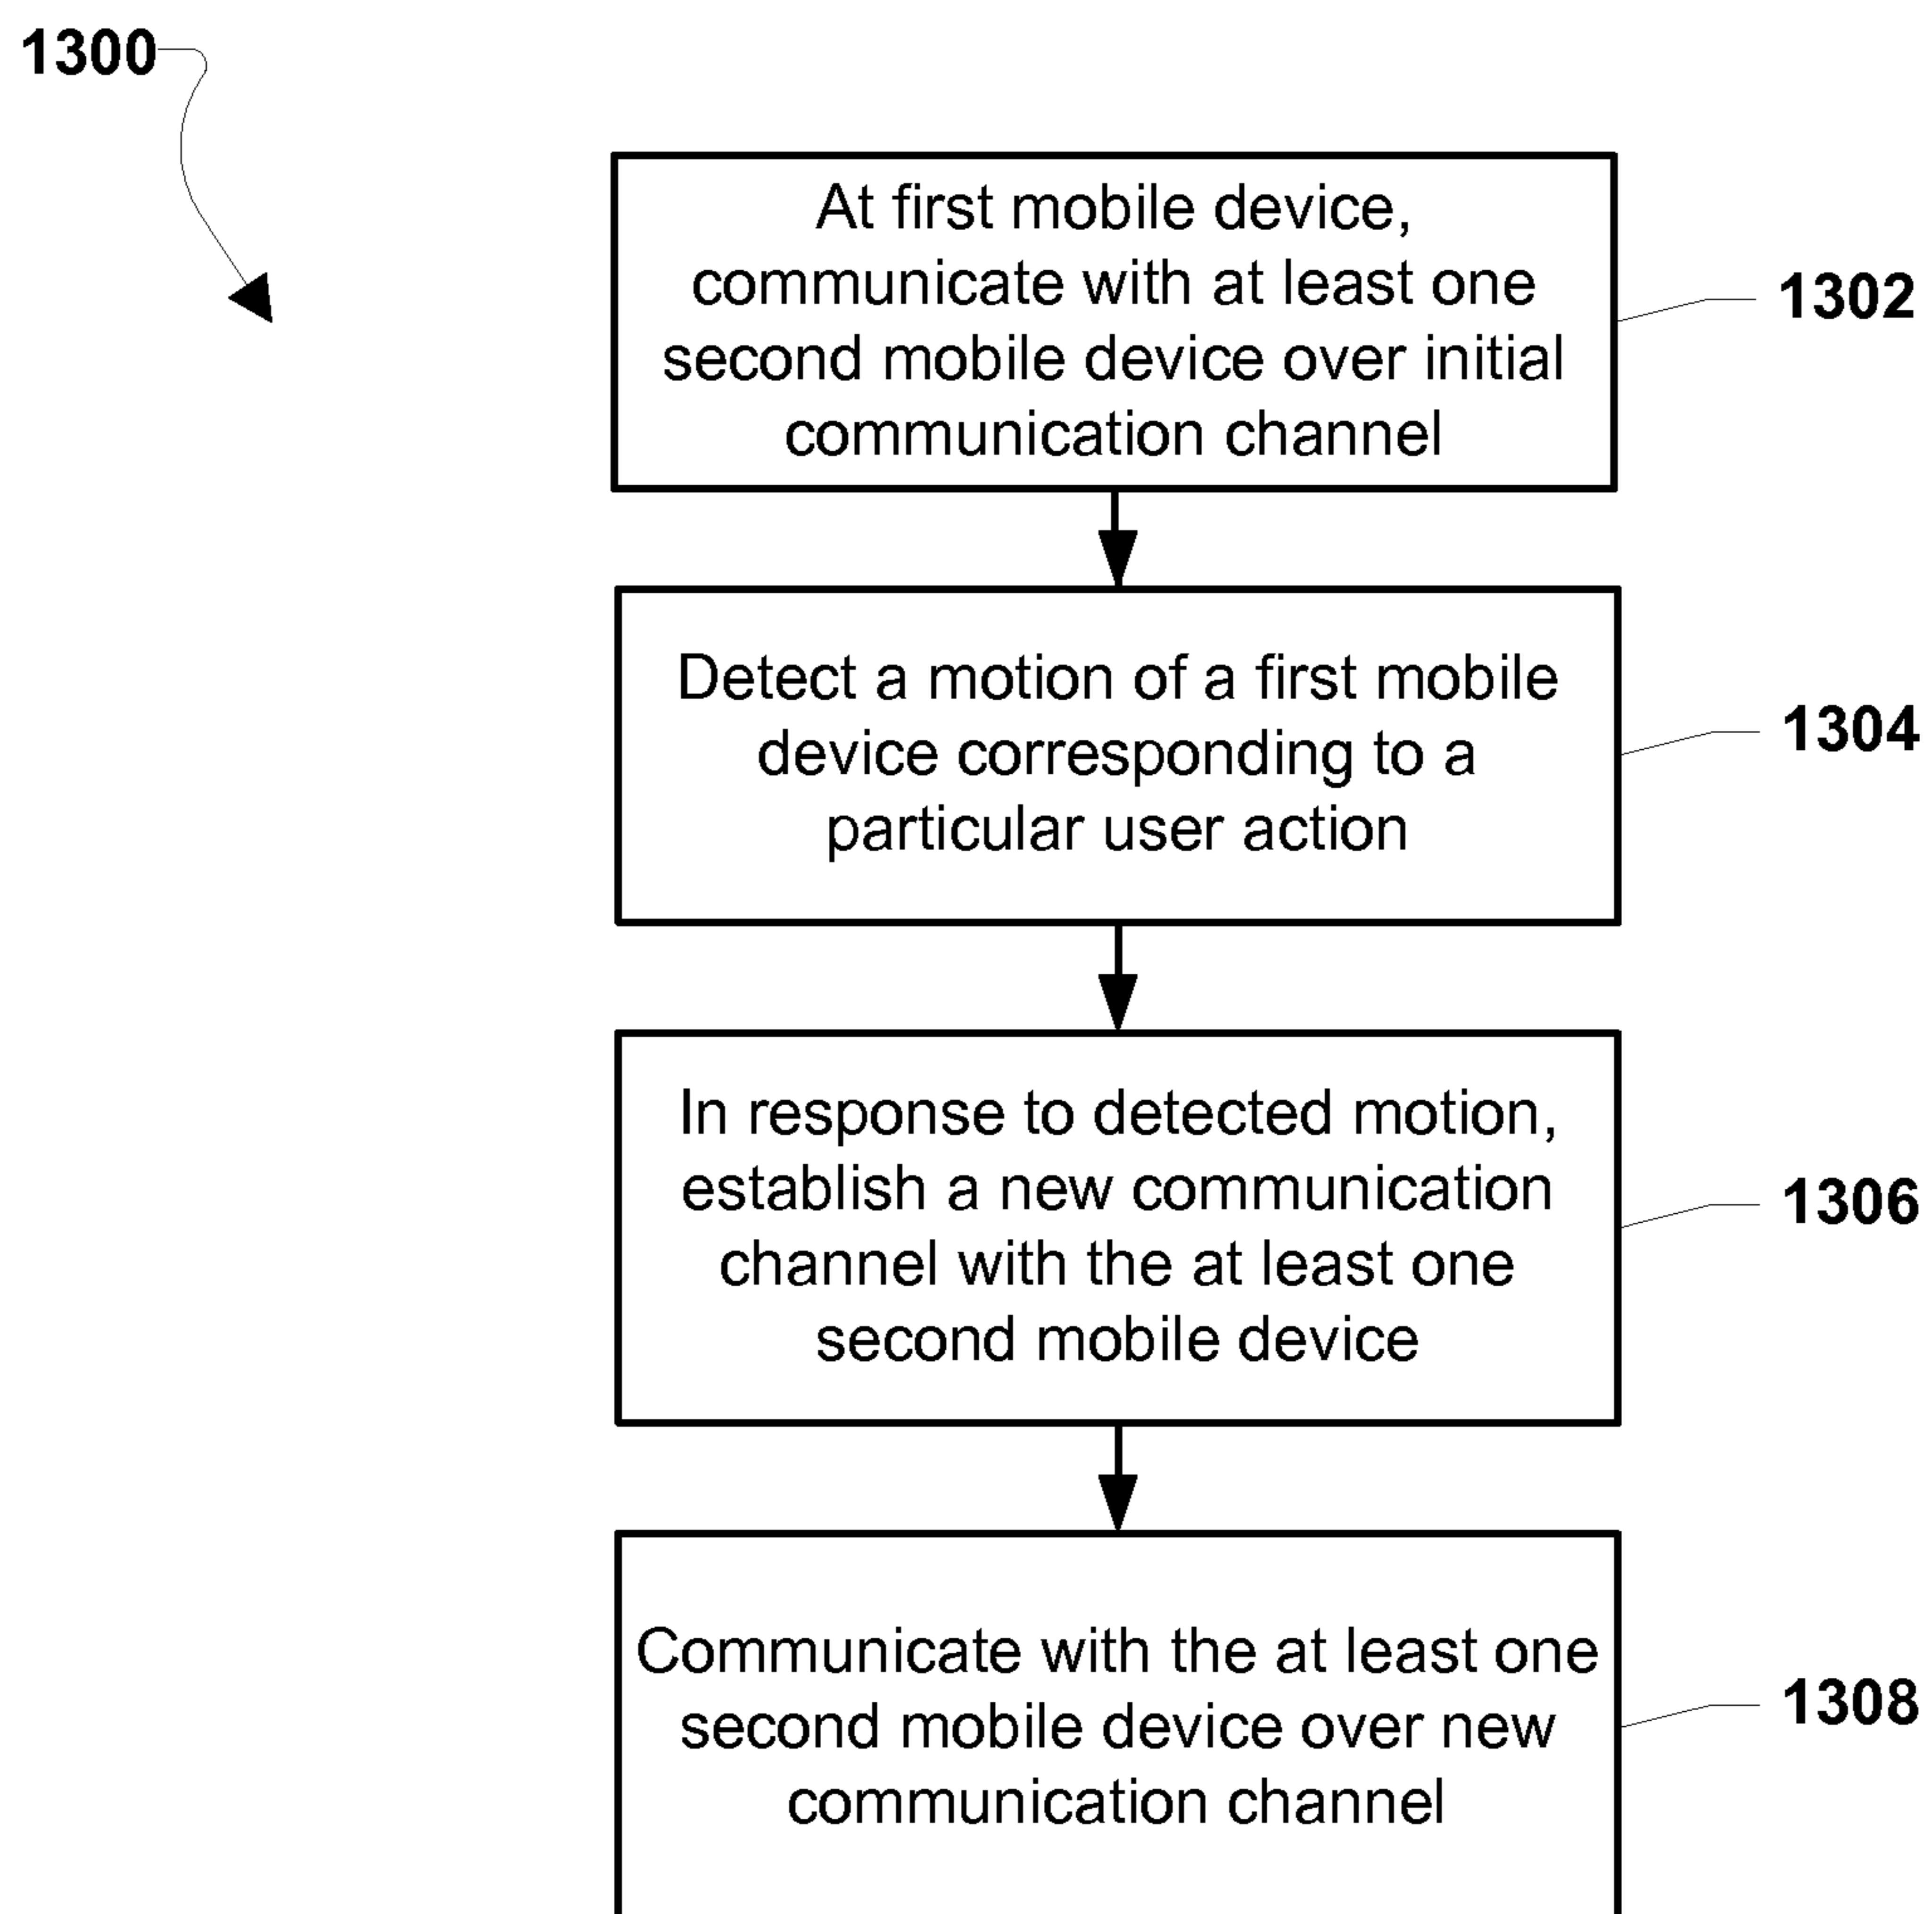 1300
At first mobile device,
communicate with at least one
second mobile device over initial
communication channel
1302
Detect a motion of a first mobile
device corresponding to a
particular user action
1304
In response to detected motion,
establish a new communication
channel with the at least one
second mobile device
1306
Communicate with the at least one
second mobile device over new
communication channel
1308